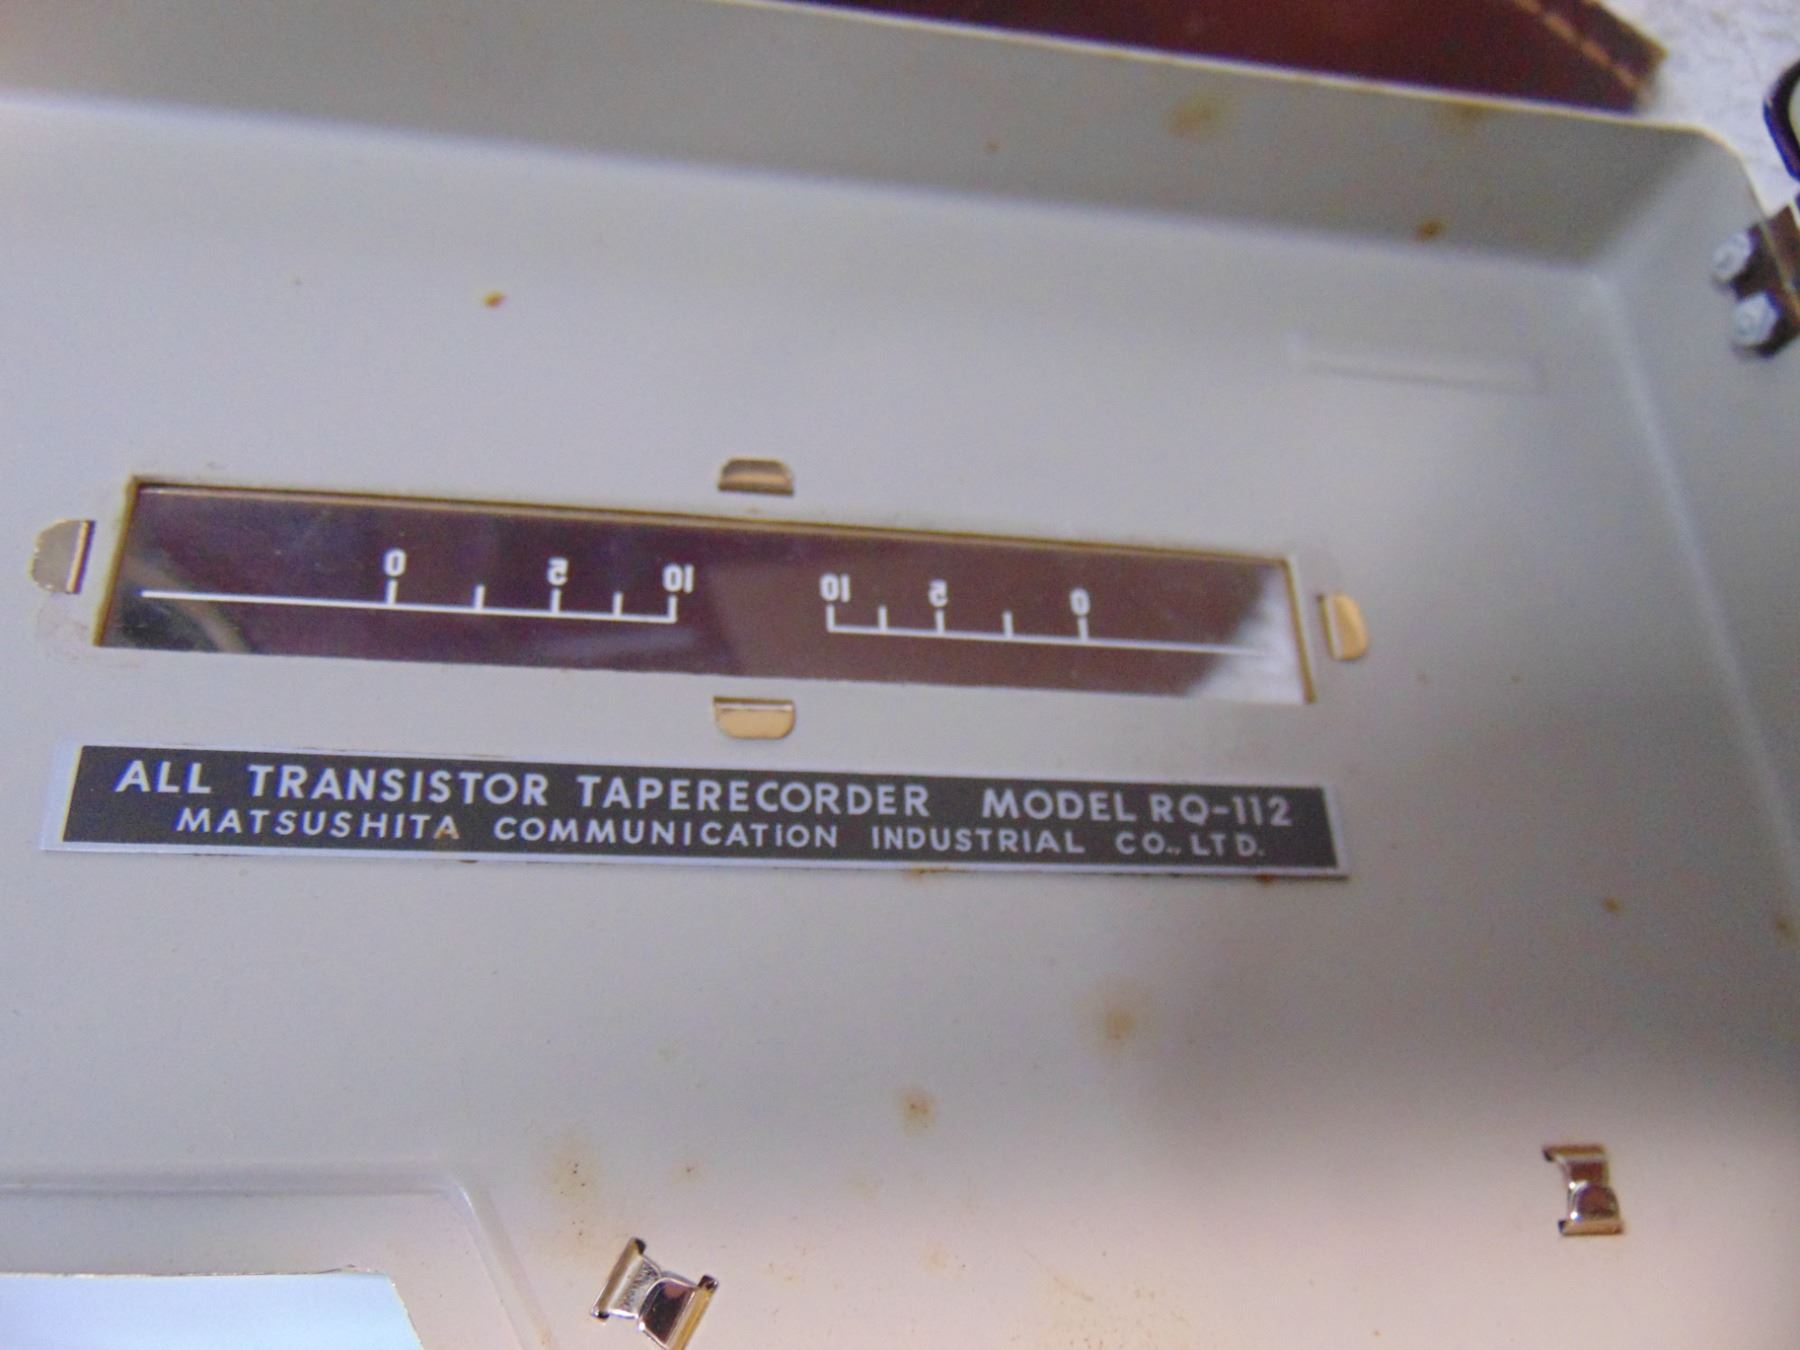 0 5 10 10 5 0
ALL TRANSISTOR TAPERECORDER MODEL RQ-112
MATSUSHITA COMMUNICATION INDUSTRIAL CO., LTD.